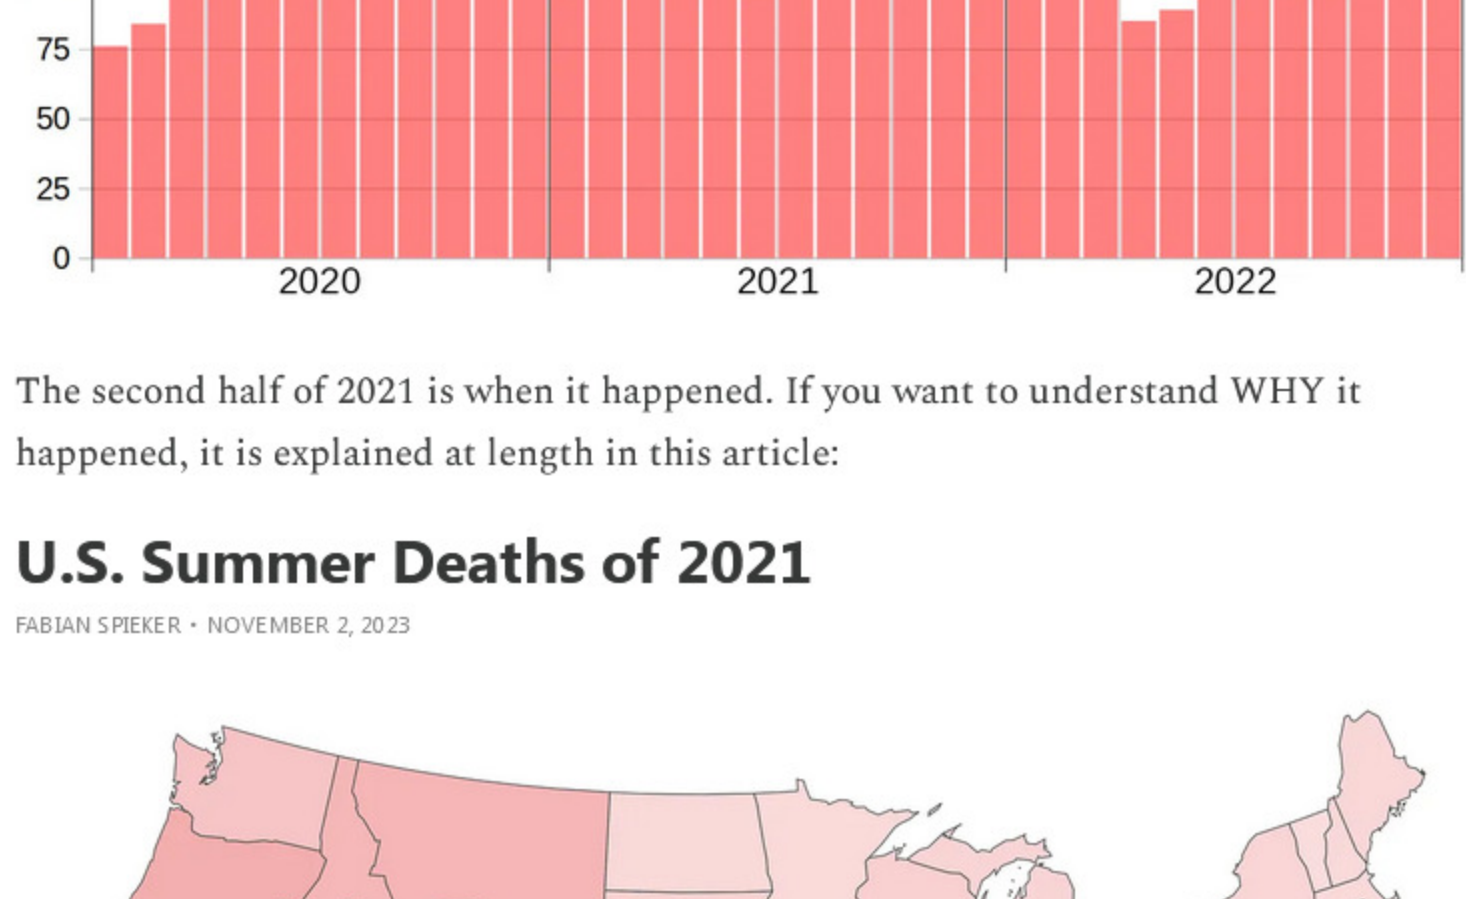 75
50
25
0
2020 2021 2022
The second half of 2021 is when it happened. If you want to understand WHY it
happened, it is explained at length in this article:
U.S. Summer Deaths of 2021
FABIAN SPIEKER • NOVEMBER 2, 2023